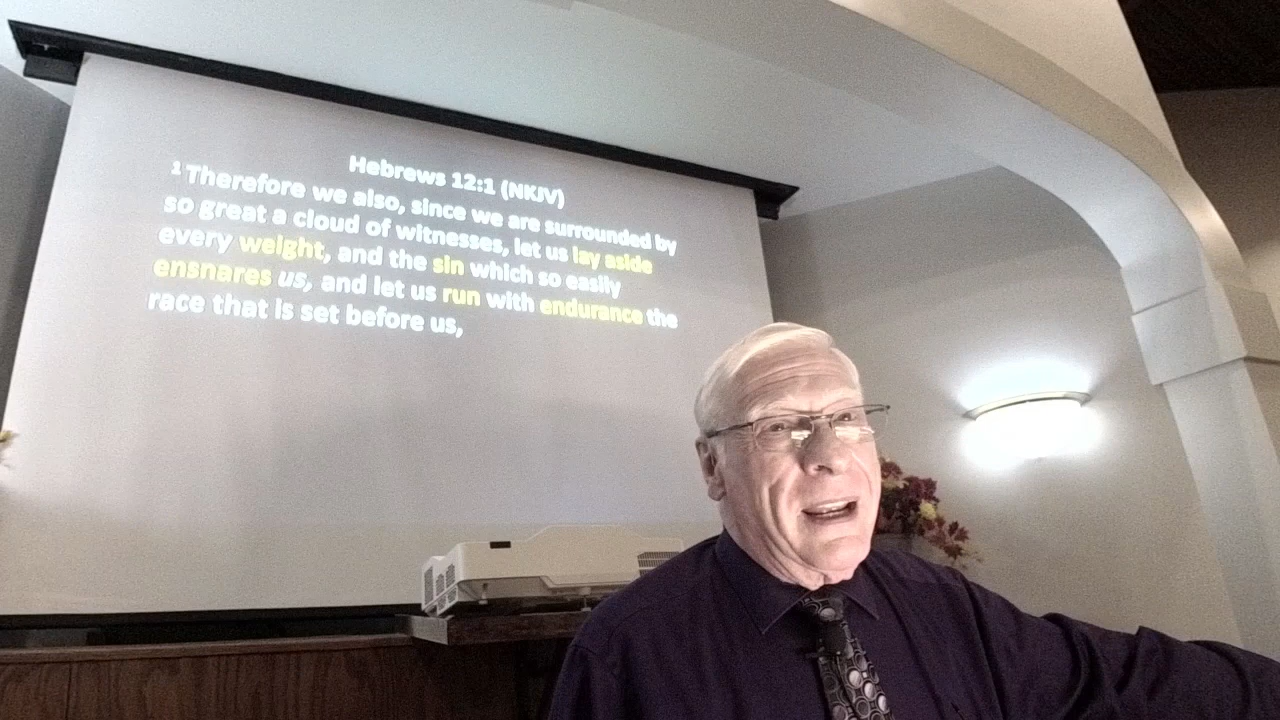 Hebrews 12:1 (NKJV)
1 Therefore we also, since we are surrounded by
so great a cloud of witnesses, let us lay aside
every weight, and the sin which so easily
ensnares us, and let us run with endurance the
race that is set before us,